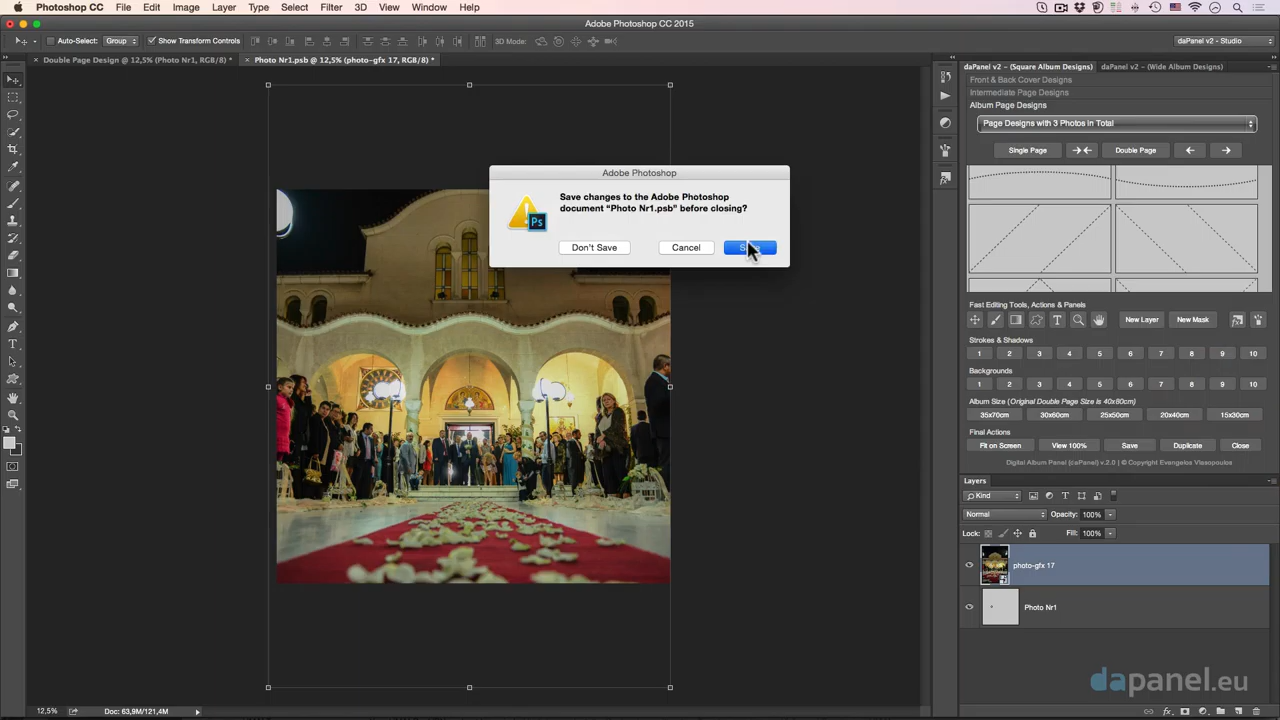 Photoshop CC File Edit Image Layer Type Select Filter 3D View Window Help
Adobe Photoshop CC 2015
Auto-Select: Group Show Transform Controls 3D Mode: daPanel v2 - Studio
Double Page Design @ 12,5% (Photo Nr1, RGB/8) * Photo Nr1.psb @ 12,5% (photo-gfx 17, RGB/8) *
daPanel v2 - (Square Album Designs) daPanel v2 - (Wide Album Designs)
Front & Back Cover Designs
Intermediate Page Designs
Album Page Designs
Page Designs with 3 Photos in Total
Single Page Double Page
Adobe Photoshop
Save changes to the Adobe Photoshop
document “Photo Nr1.psb” before closing?
Don't Save Cancel
Fast Editing Tools, Actions & Panels
T New Layer New Mask
Strokes & Shadows
1 2 3 4 5 6 7 8 9 10
Backgrounds
1 2 3 4 5 6 7 8 9 10
Album Size (Original Double Page Size is 40x80cm)
35x70cm 30x60cm 25x50cm 20x40cm 15x30cm
Final Actions
Fit on Screen View 100% Save Duplicate Close
Digital Album Panel (daPanel) v.2.0 | © Copyright Evangelos Vlasopoulos
Layers
Kind
Normal Opacity: 100%
Lock: Fill: 100%
photo-gfx 17
Photo Nr1
dapanel.eu
12,5% Doc: 63,9M/121,4M